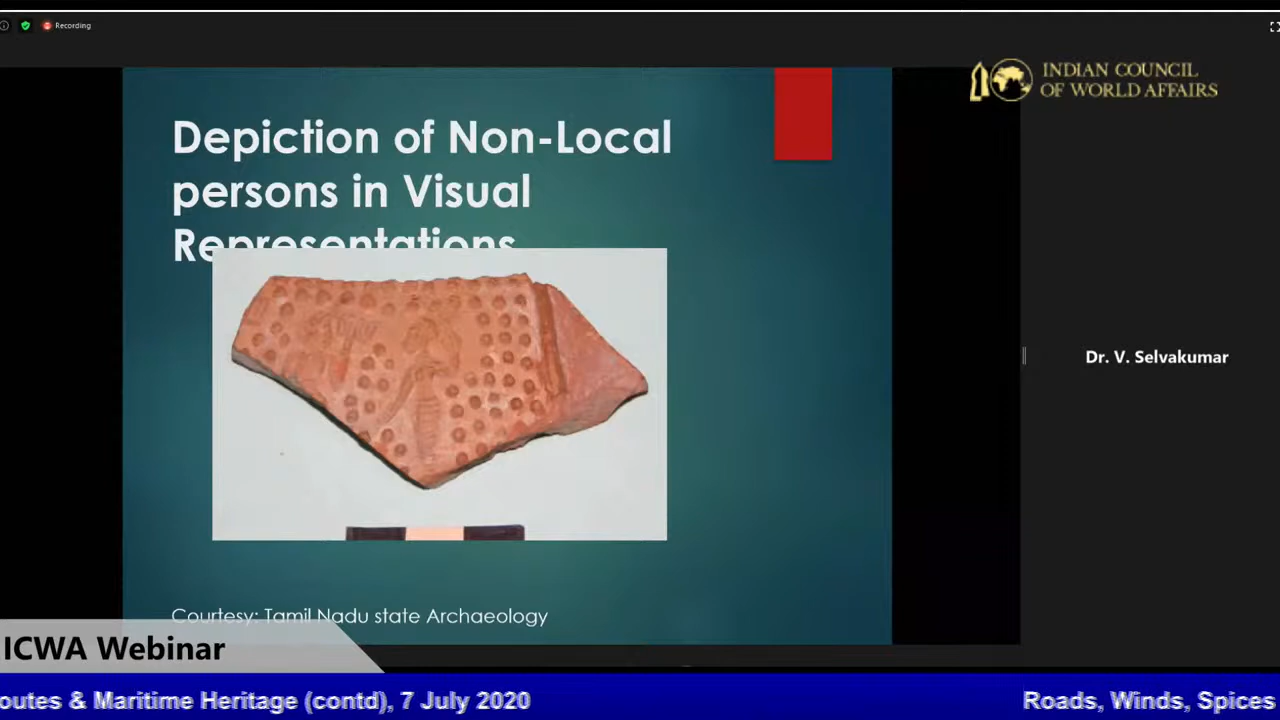 Recording
INDIAN COUNCIL
OF WORLD AFFAIRS
Depiction of Non-Local
persons in Visual
Representations
Dr. V. Selvakumar
Courtesy: Tamil Nadu state Archaeology
ICWA Webinar
outes & Maritime Heritage (contd), 7 July 2020
Roads, Winds, Spices